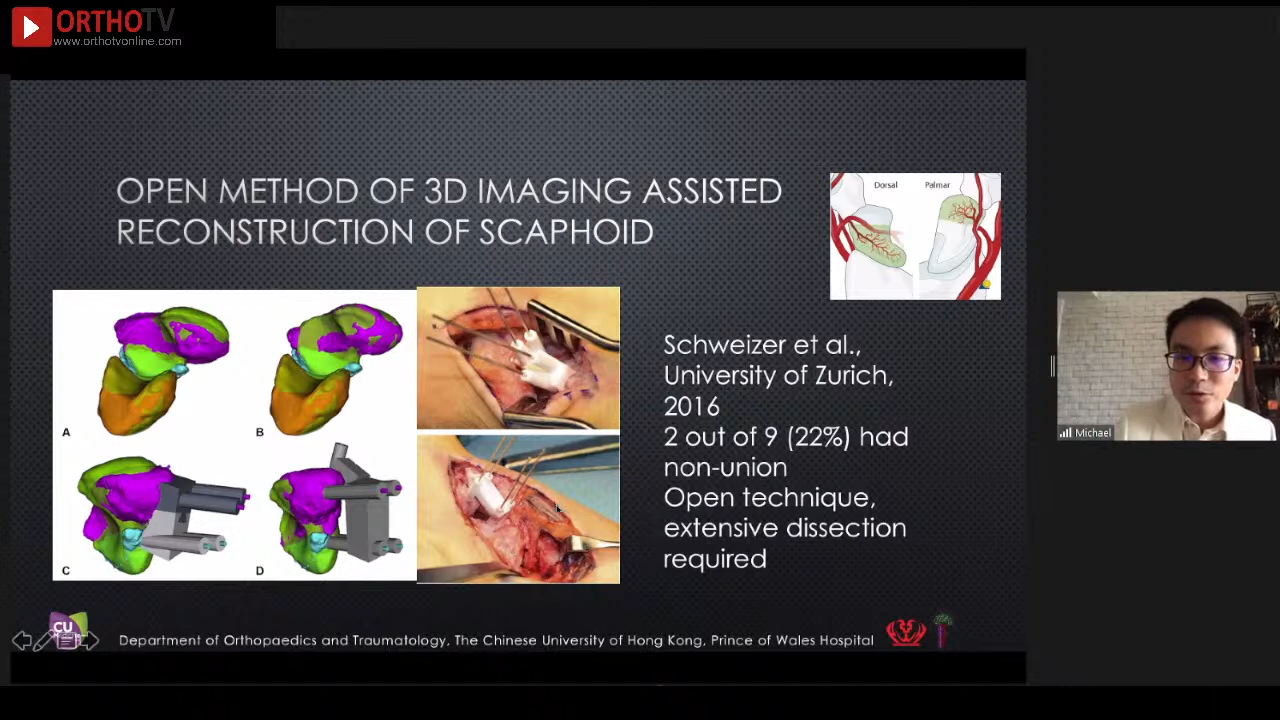 ORTHOTV
www.orthotvonline.com
OPEN METHOD OF 3D IMAGING ASSISTED
RECONSTRUCTION OF SCAPHOID
Dorsal
Palmar
A
B
C
D
Schweizer et al.,
University of Zurich,
2016
2 out of 9 (22%) had
non-union
Open technique,
extensive dissection
required
CU
Department of Orthopaedics and Traumatology, The Chinese University of Hong Kong, Prince of Wales Hospital
Michael